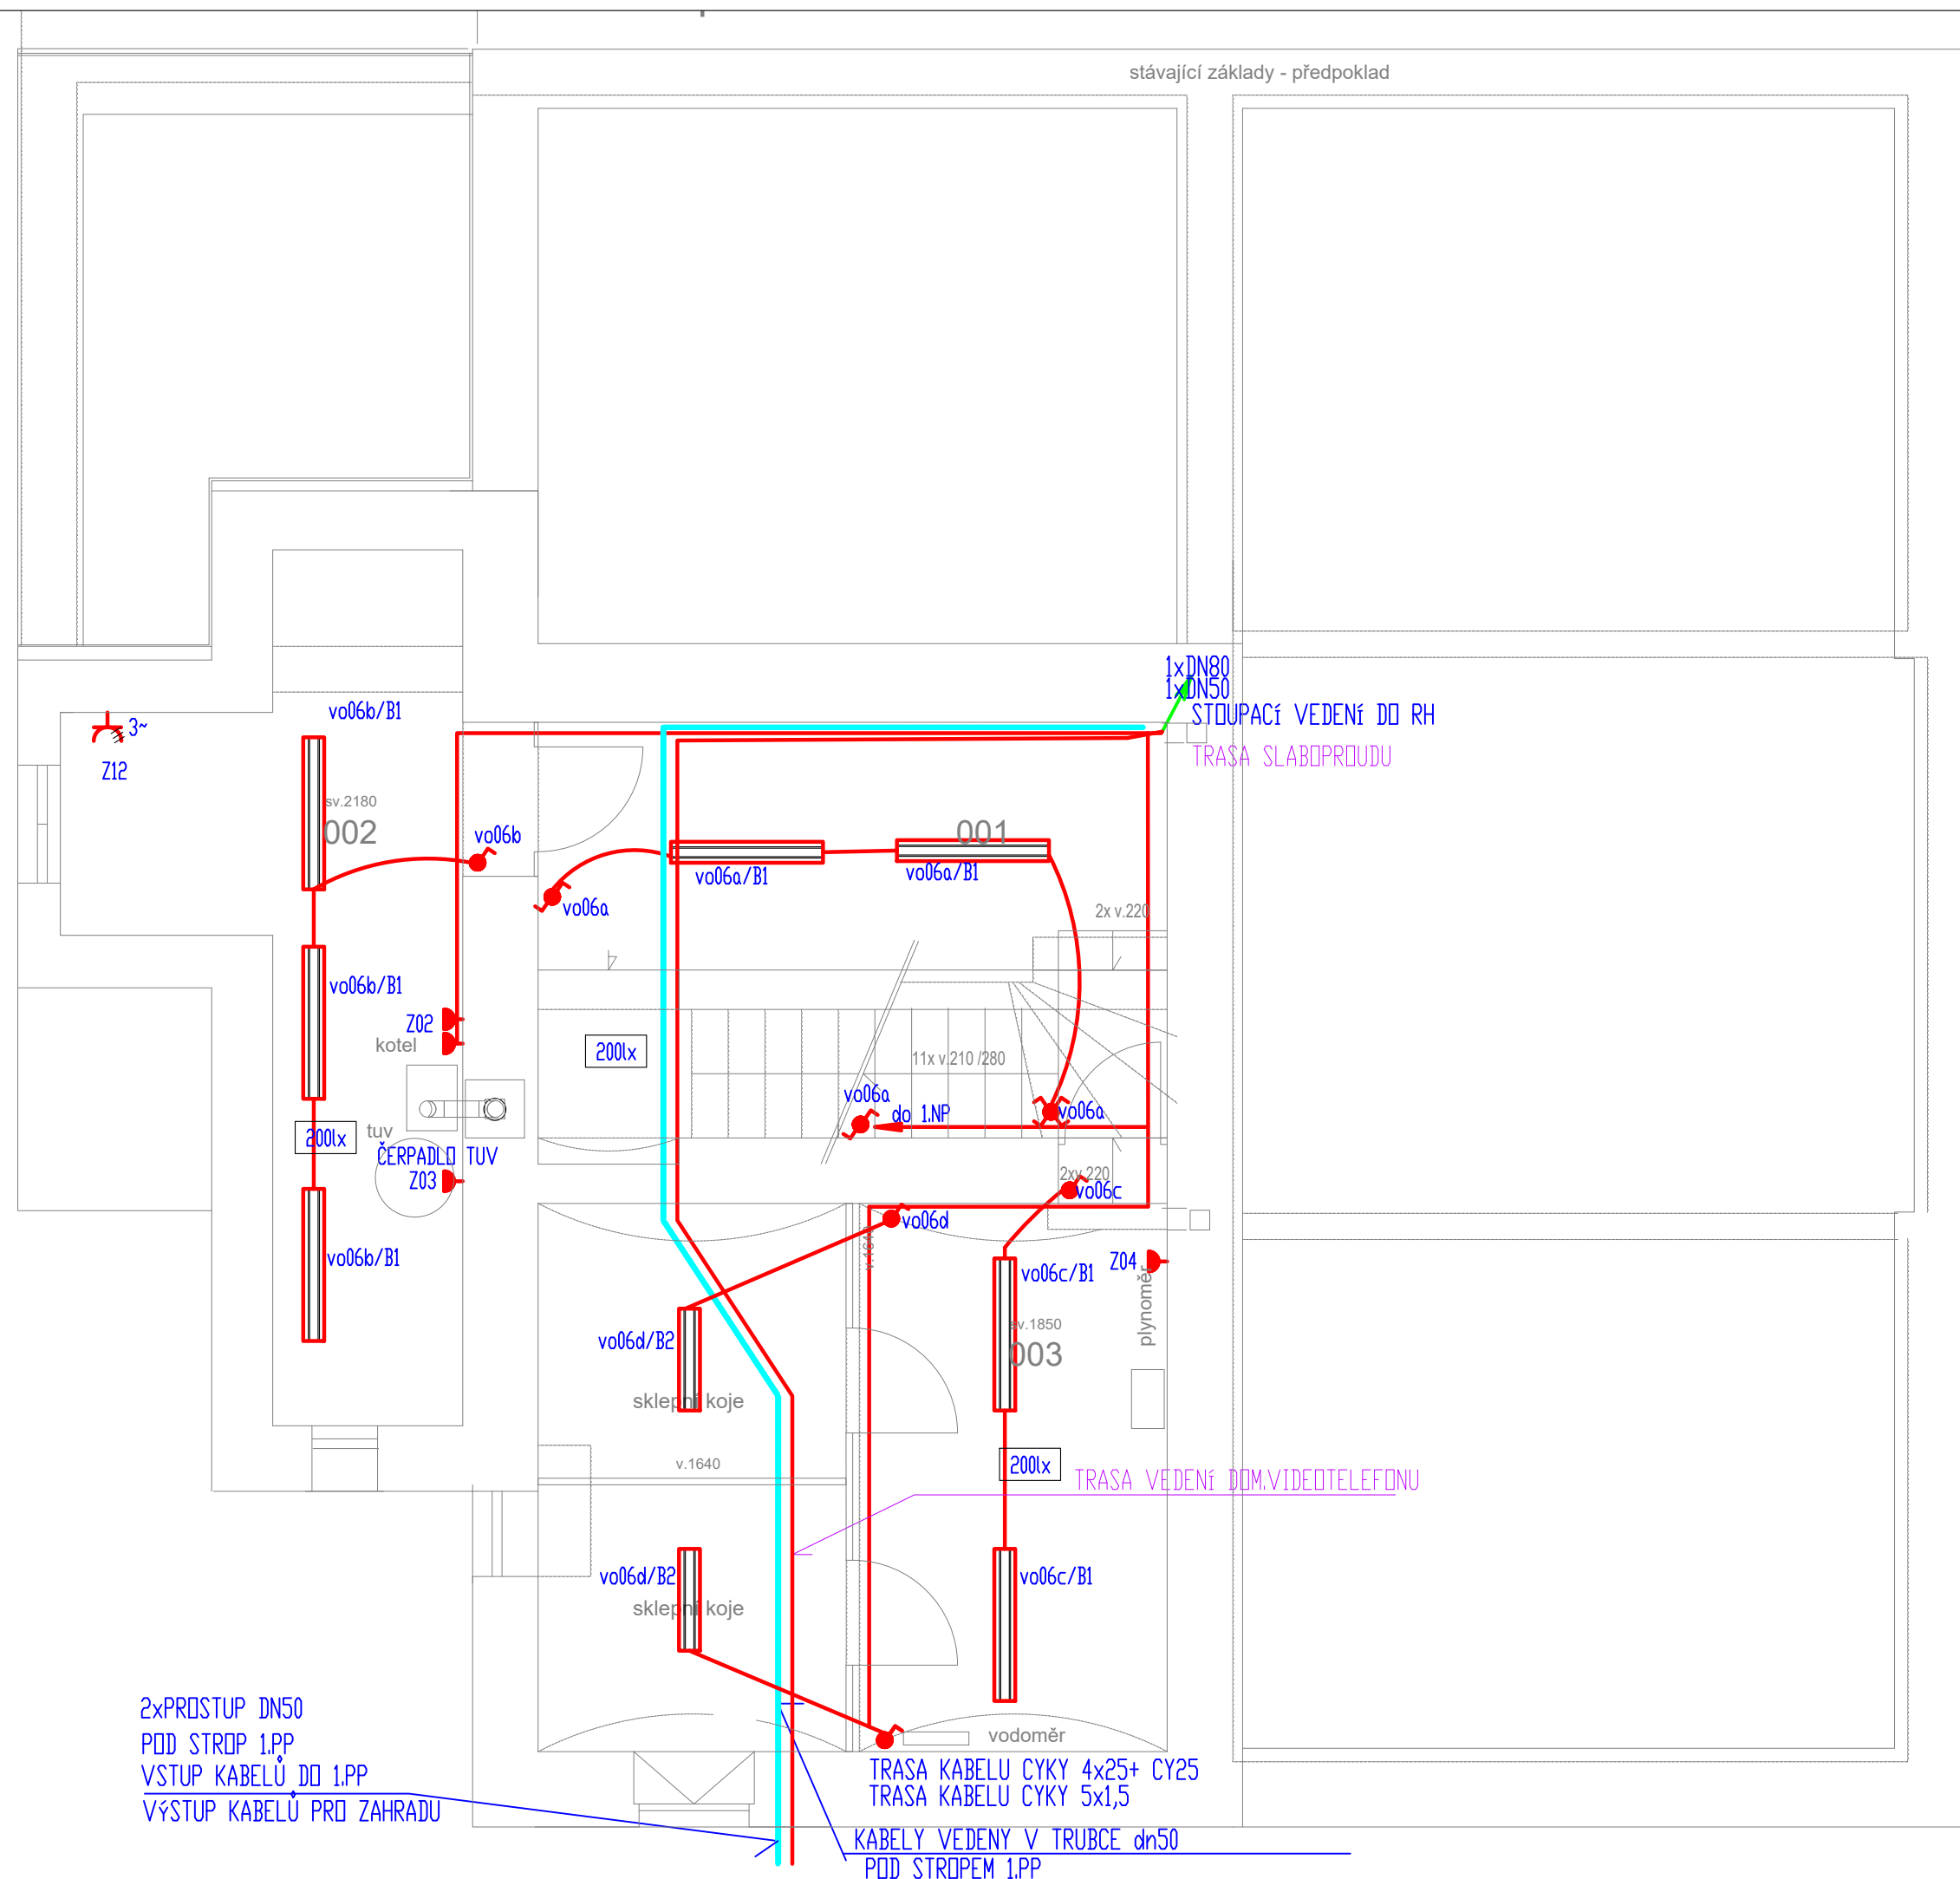 stávající základy - předpoklad
1xDN80
1xDN50
STOUPACÍ VEDENÍ DO RH
TRASA SLABOPROUDU
vo06b/B1
3~
Z12
sv.2180
002
vo06b
001
vo06a/B1
vo06a/B1
vo06a
2x v.220
vo06b/B1
Z02
kotel
200lx
11x v.210 /280
vo06a
do 1.NP
vo06a
tuv
200lx
ČERPADLO TUV
Z03
2xv.220
vo06c
vo06d
v.1640
vo06b/B1
Z04
vo06c/B1
plynoměr
sv.1850
003
vo06d/B2
sklepní koje
v.1640
200lx
TRASA VEDENÍ DOM.VIDEOTELEFONU
vo06d/B2
vo06c/B1
sklepní koje
vodoměr
2xPROSTUP DN50
POD STROP 1.PP
VSTUP KABELŮ DO 1.PP
VÝSTUP KABELŮ PRO ZAHRADU
TRASA KABELU CYKY 4x25+ CY25
TRASA KABELU CYKY 5x1,5
KABELY VEDENY V TRUBCE dn50
POD STROPEM 1.PP